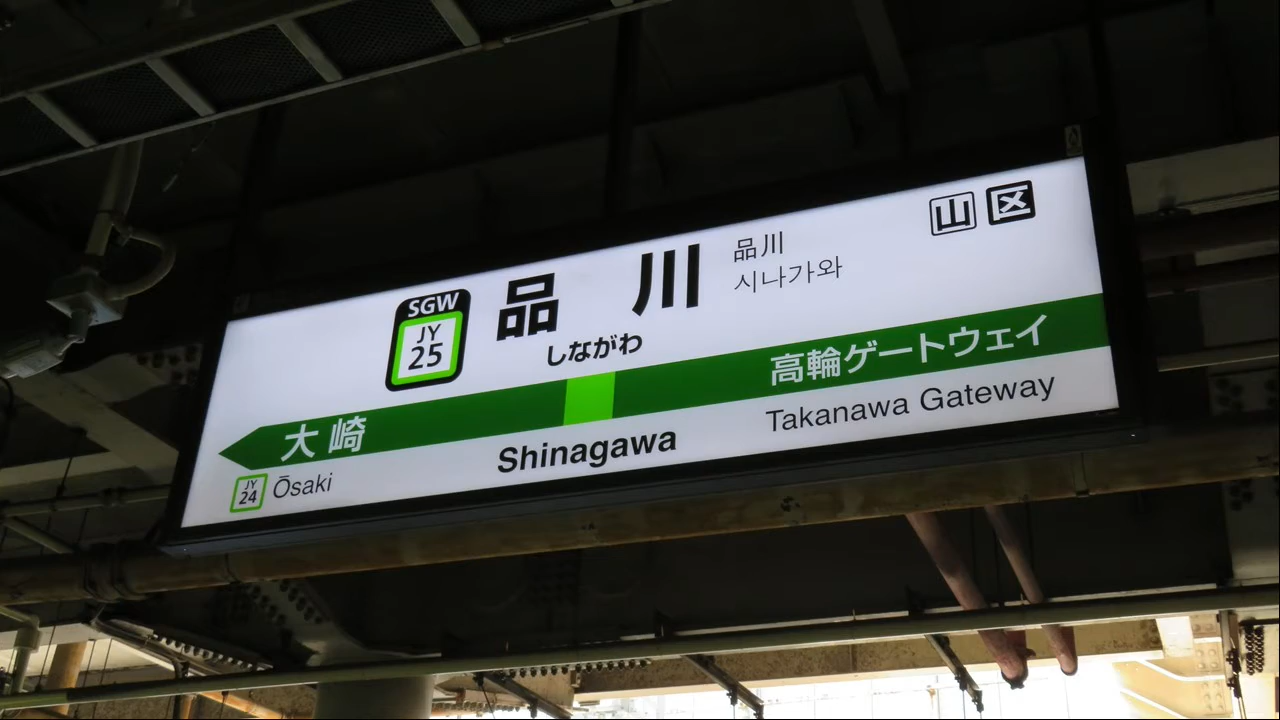 山 区
SGW
JY
25
品川
しながわ
品川
시나가와
大崎
高輪ゲートウェイ
JY
24
Ōsaki
Shinagawa
Takanawa Gateway